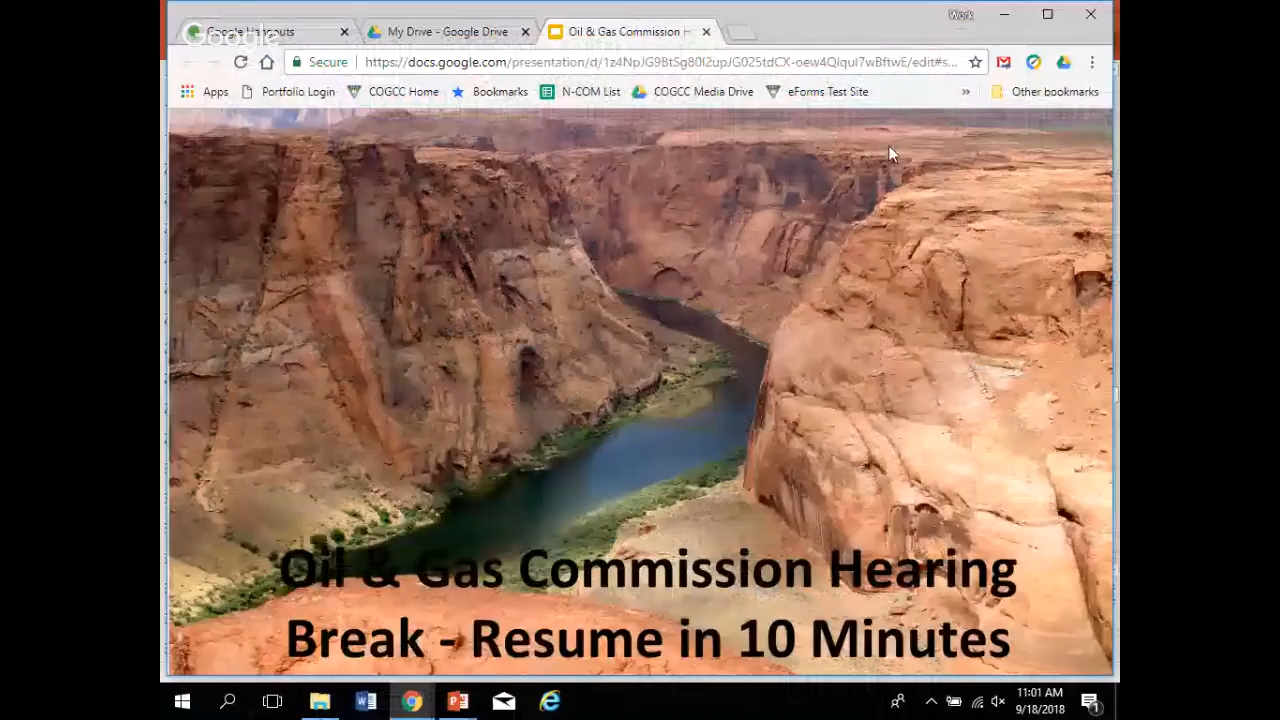 Work
Google
Google Hangouts
My Drive - Google Drive
Oil & Gas Commission H
Secure
https://docs.google.com/presentation/d/1z4NpJG9BtSg80I2upJG025tdCX-oew4QIquI7wBftwE/edit#s...
Apps
Portfolio Login
COGCC Home
Bookmarks
N-COM List
COGCC Media Drive
eForms Test Site
»
Other bookmarks
Oil & Gas Commission Hearing
Break - Resume in 10 Minutes
11:01 AM
9/18/2018
1